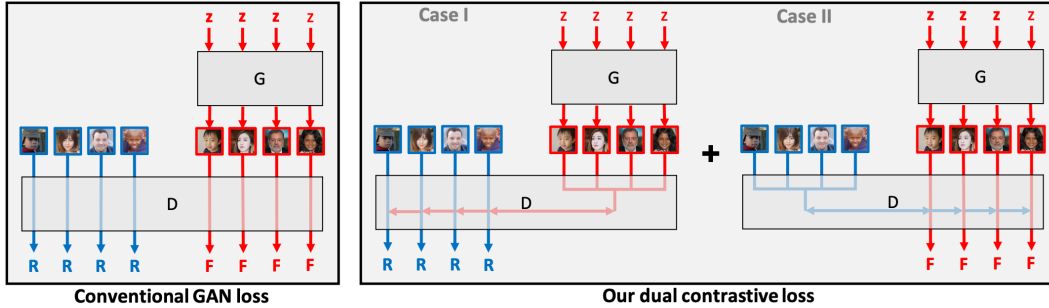 Case I
Case II
z z z z
z z z z
z z z z
G
G
G
+
D
D
D
R R R R
F F F F
R R R R
F F F F
Conventional GAN loss
Our dual contrastive loss